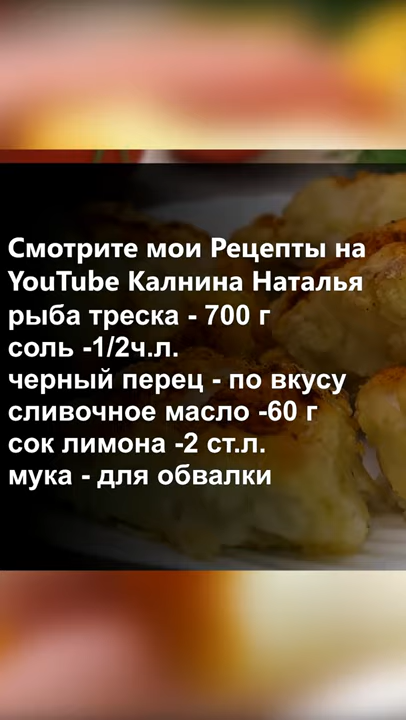 Смотрите мои Рецепты на
YouTube Калнина Наталья
рыба треска - 700 г
соль -1/2ч.л.
черный перец - по вкусу
сливочное масло -60 г
сок лимона -2 ст.л.
мука - для обвалки